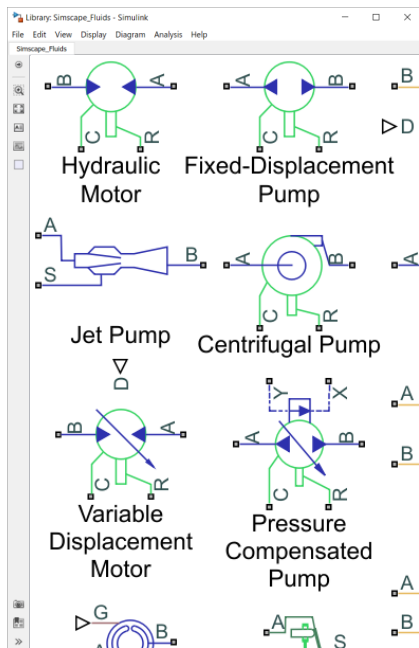 Library: Simscape_Fluids - Simulink
File Edit View Display Diagram Analysis Help
Simscape_Fluids
B A A B B
D
C R C R
Hydraulic Fixed-Displacement
Motor Pump
A
B A B A
S
C R
Jet Pump Centrifugal Pump
D Y X
A
B A A B
B
C R C R
Variable Pressure
Displacement Compensated
Motor Pump
A
G
B A B
S